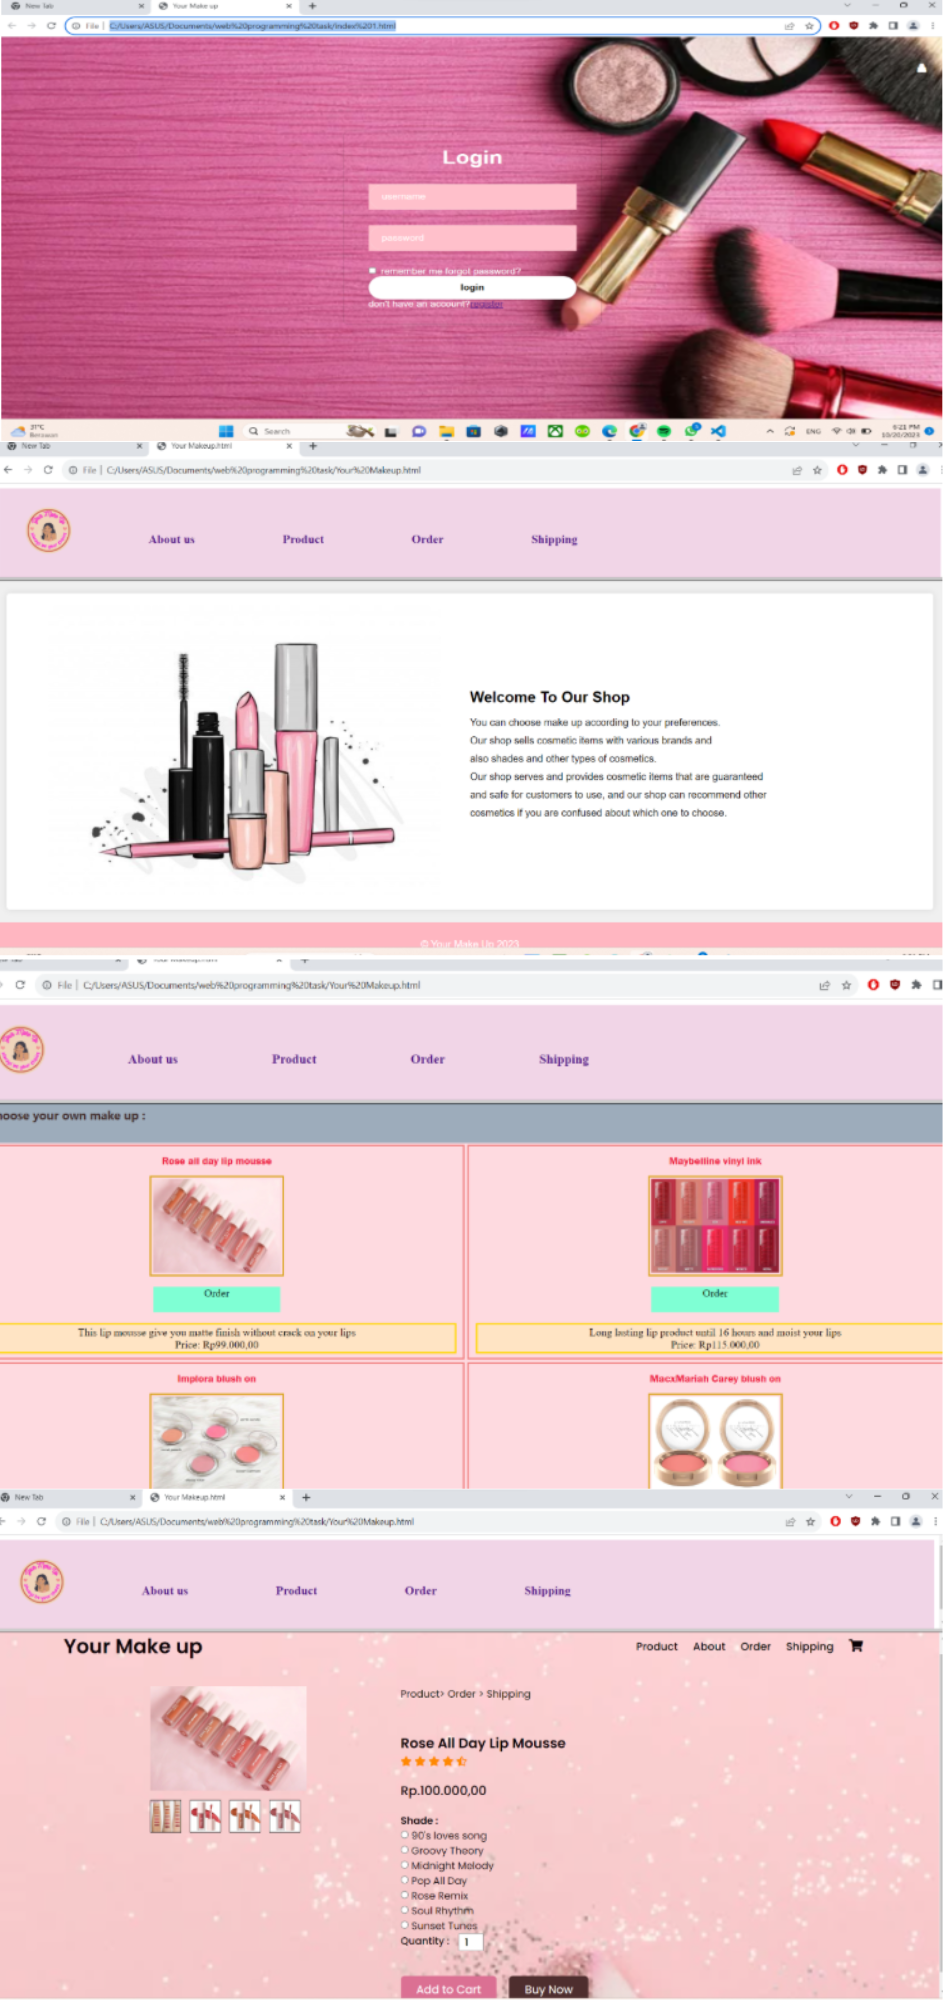 New Tab
Your Make up
File | C:/Users/ASUS/Documents/web%20programming%20task/index%201.html
Login
username
password
remember me forgot password?
login
don't have an account?register
31°C
Berawan
Search
ENG
6:21 PM
10/20/2023
New Tab
Your Makeup.html
File | C:/Users/ASUS/Documents/web%20programming%20task/Your%20Makeup.html
About us
Product
Order
Shipping
Welcome To Our Shop
You can choose make up according to your preferences.
Our shop sells cosmetic items with various brands and
also shades and other types of cosmetics.
Our shop serves and provides cosmetic items that are guaranteed
and safe for customers to use, and our shop can recommend other
cosmetics if you are confused about which one to choose.
© Your Make Up 2023
File | C:/Users/ASUS/Documents/web%20programming%20task/Your%20Makeup.html
About us
Product
Order
Shipping
hoose your own make up :
Rose all day lip mousse
Maybelline vinyl ink
Order
Order
This lip mousse give you matte finish without crack on your lips
Price: Rp99.000,00
Long lasting lip product until 16 hours and moist your lips
Price: Rp115.000,00
Implora blush on
MacxMariah Carey blush on
New Tab
Your Makeup.html
File | C:/Users/ASUS/Documents/web%20programming%20task/Your%20Makeup.html
About us
Product
Order
Shipping
Your Make up
Product About Order Shipping
Product> Order > Shipping
Rose All Day Lip Mousse
Rp.100.000,00
Shade :
90's loves song
Groovy Theory
Midnight Melody
Pop All Day
Rose Remix
Soul Rhythm
Sunset Tunes
Quantity : 1
Add to Cart
Buy Now